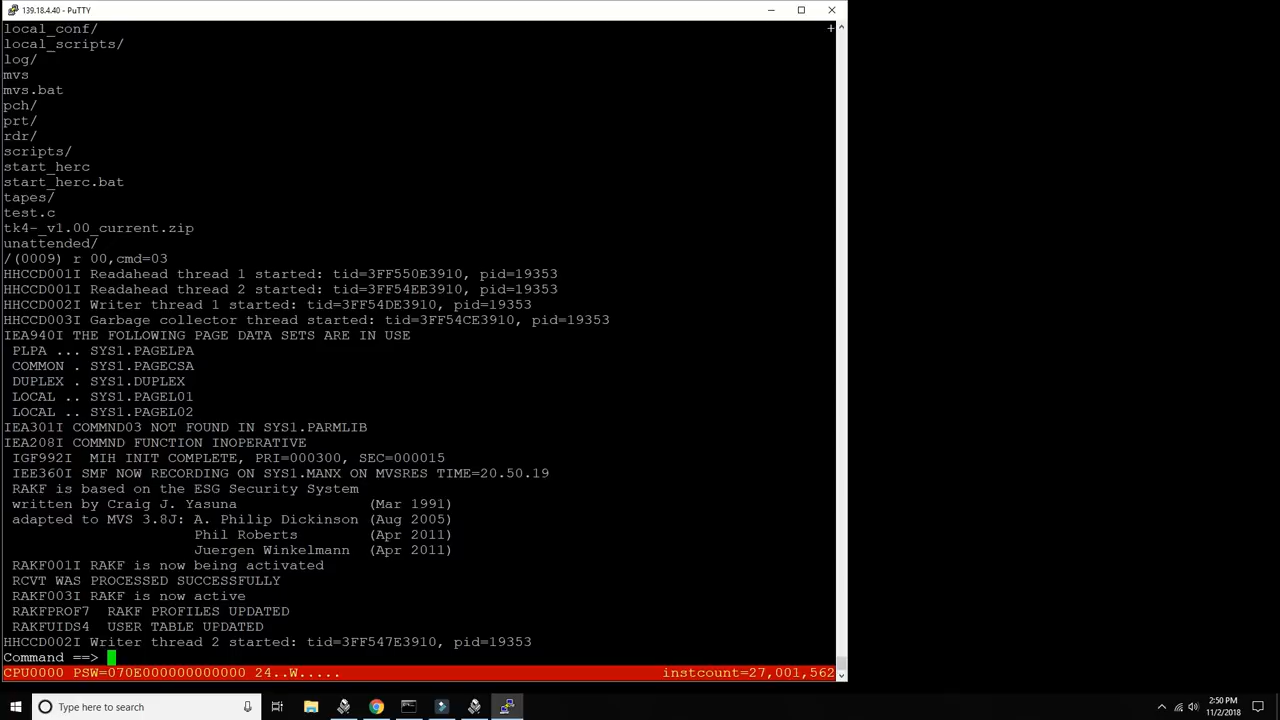 139.18.4.40 - PuTTY
local_conf/
local_scripts/
log/
mvs
mvs.bat
pch/
prt/
rdr/
scripts/
start_herc
start_herc.bat
tapes/
test.c
tk4-_v1.00_current.zip
unattended/
/(0009) r 00,cmd=03
HHCCD001I Readahead thread 1 started: tid=3FF550E3910, pid=19353
HHCCD001I Readahead thread 2 started: tid=3FF54EE3910, pid=19353
HHCCD002I Writer thread 1 started: tid=3FF54DE3910, pid=19353
HHCCD003I Garbage collector thread started: tid=3FF54CE3910, pid=19353
IEA940I THE FOLLOWING PAGE DATA SETS ARE IN USE
PLPA ... SYS1.PAGELPA
COMMON . SYS1.PAGECSA
DUPLEX . SYS1.DUPLEX
LOCAL .. SYS1.PAGEL01
LOCAL .. SYS1.PAGEL02
IEA301I COMMND03 NOT FOUND IN SYS1.PARMLIB
IEA208I COMMND FUNCTION INOPERATIVE
IGF992I  MIH INIT COMPLETE, PRI=000300, SEC=000015
IEE360I SMF NOW RECORDING ON SYS1.MANX ON MVSRES TIME=20.50.19
RAKF is based on the ESG Security System
written by Craig J. Yasuna (Mar 1991)
adapted to MVS 3.8J: A. Philip Dickinson (Aug 2005)
Phil Roberts (Apr 2011)
Juergen Winkelmann (Apr 2011)
RAKF001I RAKF is now being activated
RCVT WAS PROCESSED SUCCESSFULLY
RAKF003I RAKF is now active
RAKFPROF7  RAKF PROFILES UPDATED
RAKFUIDS4  USER TABLE UPDATED
HHCCD002I Writer thread 2 started: tid=3FF547E3910, pid=19353
Command ==>
CPU0000 PSW=070E000000000000 24..W..... instcount=27,001,562
Type here to search
2:50 PM
11/2/2018